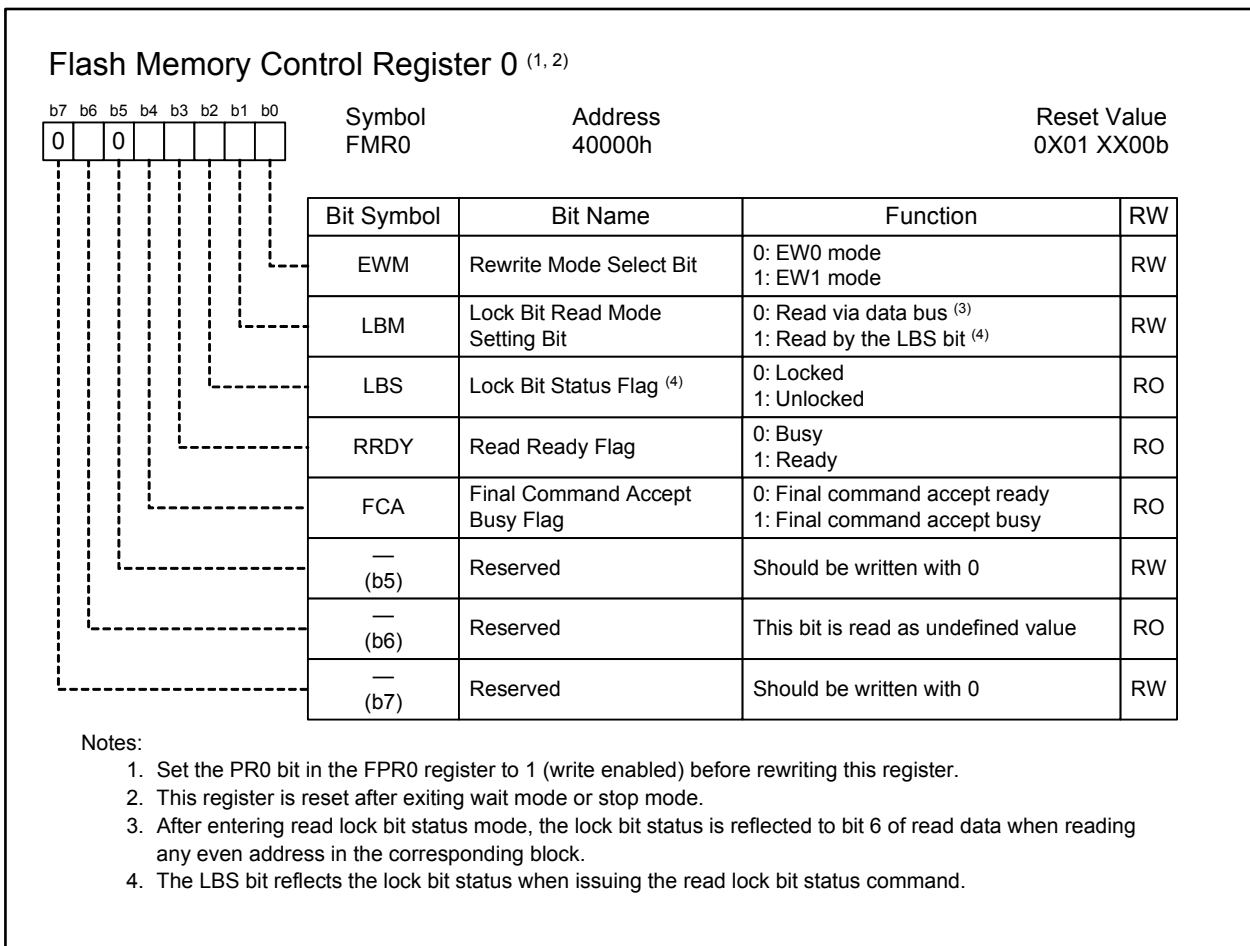 Flash Memory Control Register 0 (1, 2)
b7 b6 b5 b4 b3 b2 b1 b0
0 0
Symbol Address Reset Value
FMR0 40000h 0X01 XX00b
Bit Symbol Bit Name Function RW
EWM Rewrite Mode Select Bit 0: EW0 mode RW
1: EW1 mode
LBM Lock Bit Read Mode 0: Read via data bus (3) RW
Setting Bit 1: Read by the LBS bit (4)
LBS Lock Bit Status Flag (4) 0: Locked RO
1: Unlocked
RRDY Read Ready Flag 0: Busy RO
1: Ready
FCA Final Command Accept 0: Final command accept ready RO
Busy Flag 1: Final command accept busy
—
(b5) Reserved Should be written with 0 RW
—
(b6) Reserved This bit is read as undefined value RO
—
(b7) Reserved Should be written with 0 RW
Notes:
1. Set the PR0 bit in the FPR0 register to 1 (write enabled) before rewriting this register.
2. This register is reset after exiting wait mode or stop mode.
3. After entering read lock bit status mode, the lock bit status is reflected to bit 6 of read data when reading
any even address in the corresponding block.
4. The LBS bit reflects the lock bit status when issuing the read lock bit status command.